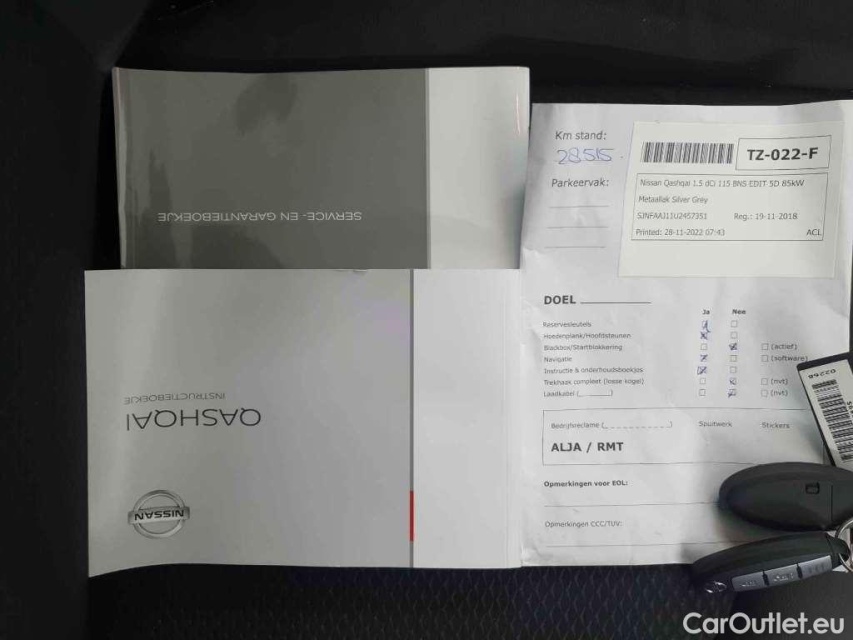 SERVICE- EN GARANTIEBOEKJE
INSTRUCTIEBOEKJE
QASHQAI
NISSAN
Km stand:
28515
Parkeervak:
TZ-022-F
Nissan Qashqai 1.5 dCi 115 BNS EDIT 5D 85kW
Metaallak Silver Grey
SJNFAAJ11U2457351 Reg.: 19-11-2018
Printed: 28-11-2022 07:43 ACL
DOEL
Ja Nee
Reservesleutels
Hoedenplank/Hoofdsteunen
Blackbox/Startblokkering (actief)
Navigatie (software)
Instructie & onderhoudsboekjes
Trekhaak compleet (losse kogel) (nvt)
Laadkabel (______) (nvt)
Bedrijfsreclame (_ _ _ _ _ _ _ _ _) Spuitwerk Stickers
ALJA / RMT
Opmerkingen voor EOL:
Opmerkingen CCC/TUV:
CarOutlet.eu